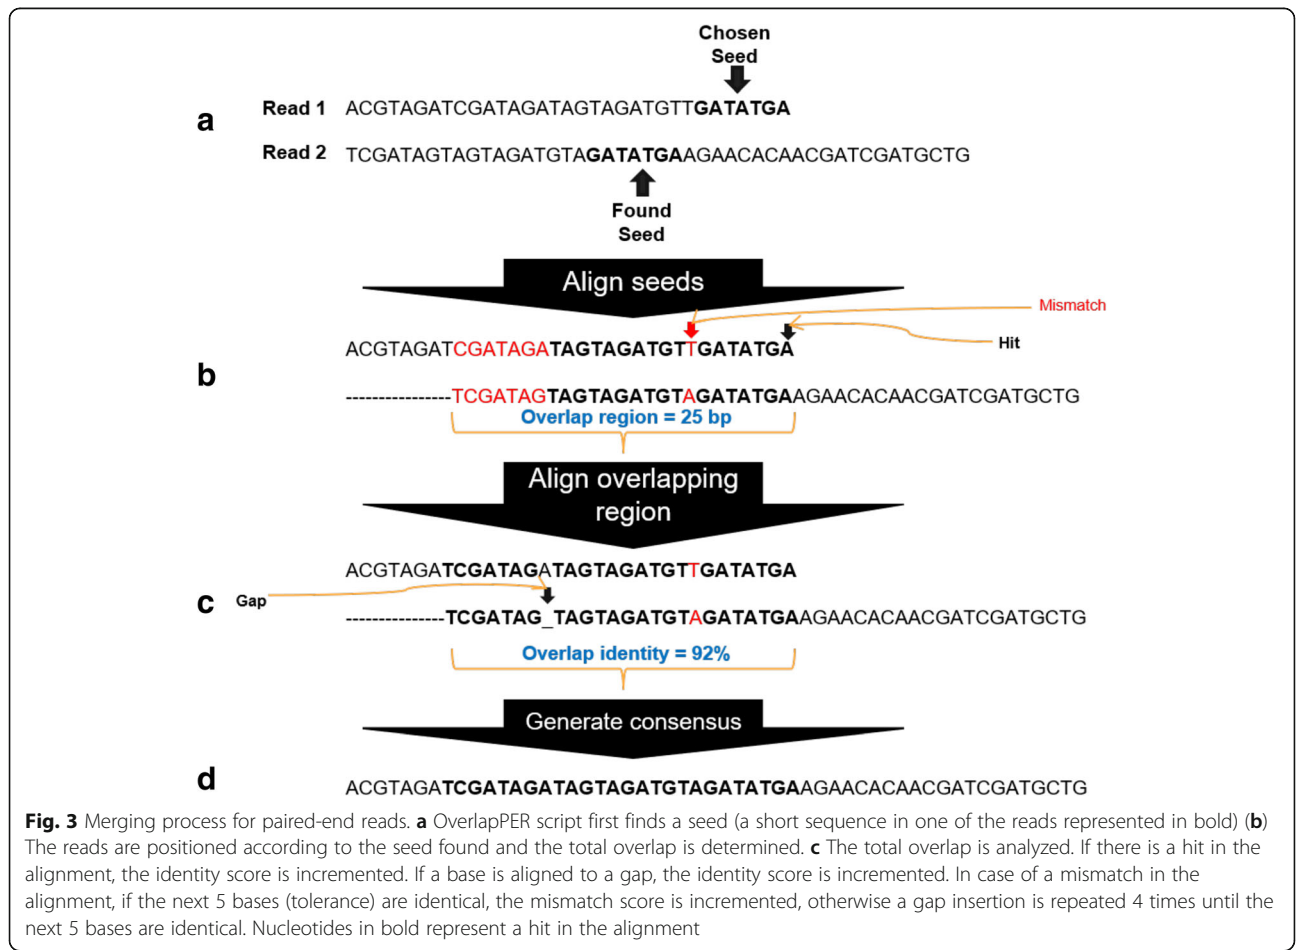 Chosen
Seed
a
Read 1 ACGTAGATCGATAGATAGTAGATGTTGATATGA
Read 2 TCGATAGTAGTAGATGTAGATATGAAGAACACAACGATCGATGCTG
Found
Seed
Align seeds
Mismatch
Hit
ACGTAGATCGATAGATAGTAGATGTTGATATGA
b
----------------TCGATAGTAGTAGATGTAGATATGAAGAACACAACGATCGATGCTG
Overlap region = 25 bp
Align overlapping
region
ACGTAGATCGATAGATAGTAGATGTTGATATGA
Gap
c
---------------TCGATAG_TAGTAGATGTAGATATGAAGAACACAACGATCGATGCTG
Overlap identity = 92%
Generate consensus
d
ACGTAGATCGATAGATAGTAGATGTAGATATGAAGAACACAACGATCGATGCTG
Fig. 3 Merging process for paired-end reads. a OverlapPER script first finds a seed (a short sequence in one of the reads represented in bold) (b)
The reads are positioned according to the seed found and the total overlap is determined. c The total overlap is analyzed. If there is a hit in the
alignment, the identity score is incremented. If a base is aligned to a gap, the identity score is incremented. In case of a mismatch in the
alignment, if the next 5 bases (tolerance) are identical, the mismatch score is incremented, otherwise a gap insertion is repeated 4 times until the
next 5 bases are identical. Nucleotides in bold represent a hit in the alignment